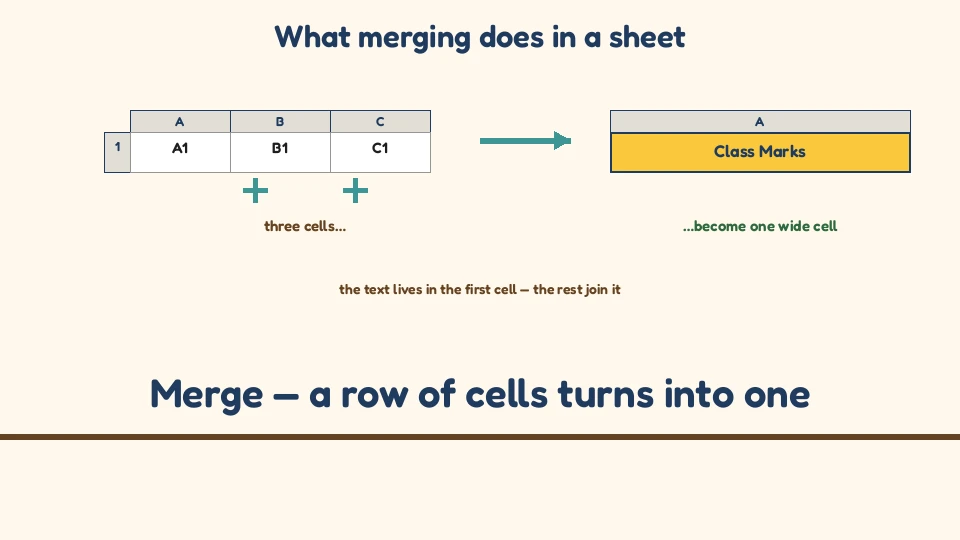 What merging does in a sheet
A B C A
1 A1 B1 C1 Class Marks
three cells... ...become one wide cell
the text lives in the first cell — the rest join it
Merge — a row of cells turns into one